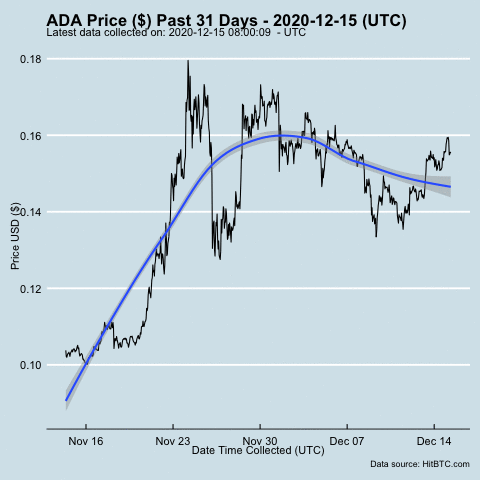 ADA Price ($) Past 31 Days - 2020-12-15 (UTC)
Latest data collected on: 2020-12-15 08:00:09 - UTC
0.18
0.16
0.14
0.12
0.10
Price USD ($)
Nov 16
Nov 23
Nov 30
Dec 07
Dec 14
Date Time Collected (UTC)
Data source: HitBTC.com